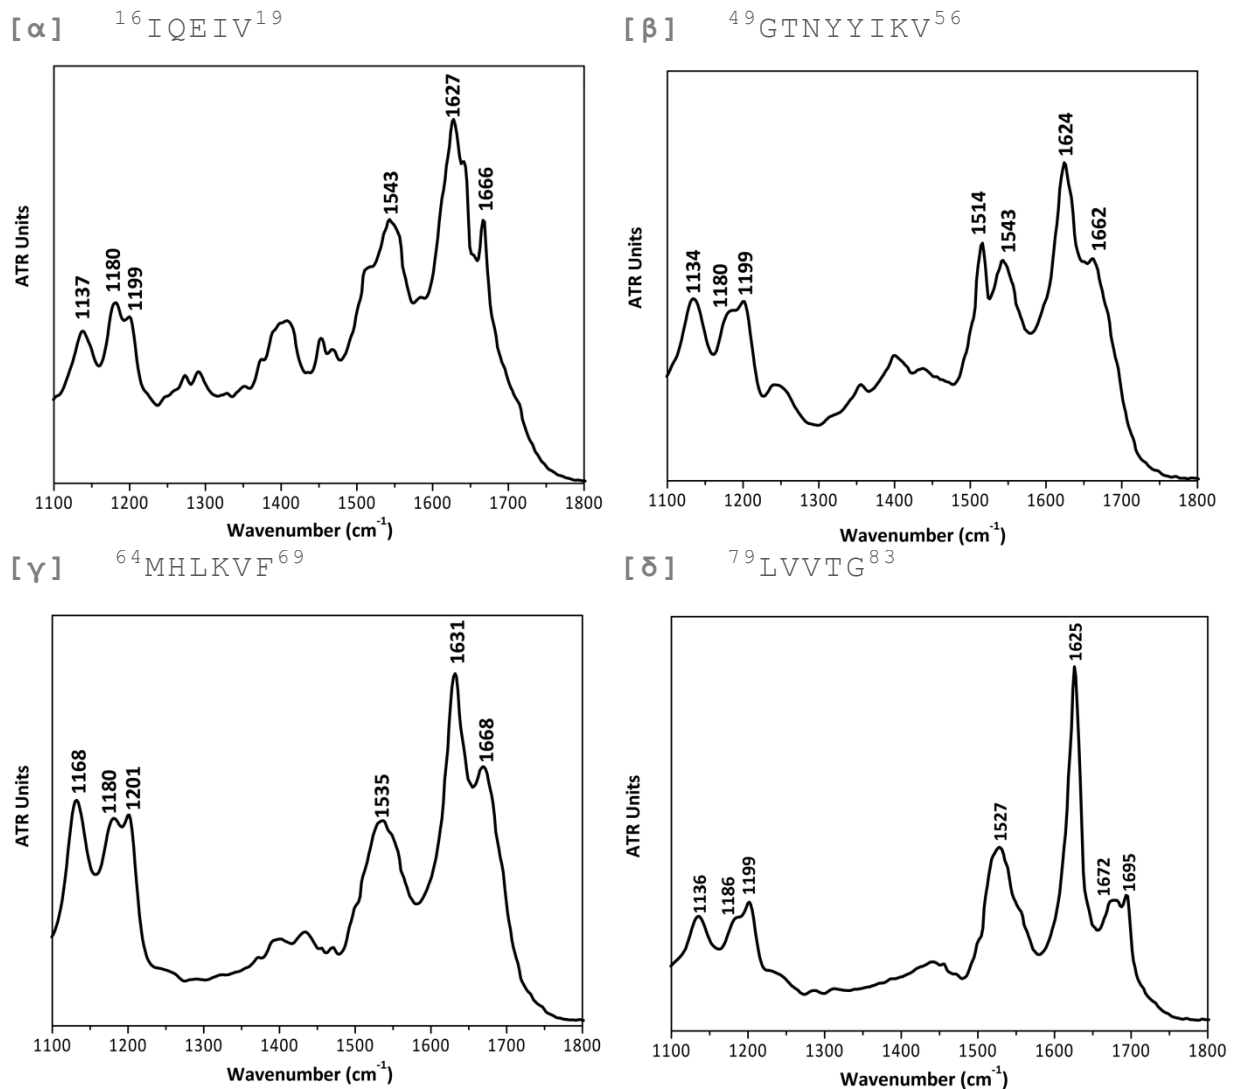 [α] ¹⁶IQEIV¹⁹
ATR Units
1137
1180
1199
1543
1627
1666
1100 1200 1300 1400 1500 1600 1700 1800
Wavenumber (cm⁻¹)
[β] ⁴⁹GTNYYIKV⁵⁶
ATR Units
1134
1180
1199
1514
1543
1624
1662
1100 1200 1300 1400 1500 1600 1700 1800
Wavenumber (cm⁻¹)
[γ] ⁶⁴MHLKVF⁶⁹
ATR Units
1168
1180
1201
1535
1631
1668
1100 1200 1300 1400 1500 1600 1700 1800
Wavenumber (cm⁻¹)
[δ] ⁷⁹LVVTG⁸³
ATR Units
1136
1186
1199
1527
1625
1672
1695
1100 1200 1300 1400 1500 1600 1700 1800
Wavenumber (cm⁻¹)